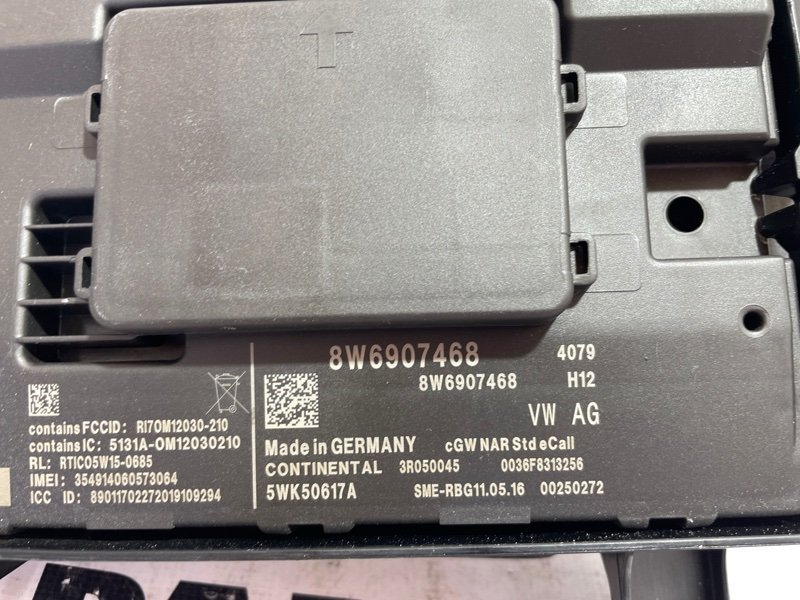 8W6907468 4079
8W6907468 H12
VW AG
contains FCCID: RI7OM12030-210
contains IC: 5131A-OM12030210
RL: RTICO5W15-0685
IMEI: 354914060573064
ICC ID: 89011702272019109294
Made in GERMANY cGW NAR Std eCall
CONTINENTAL 3R050045 0036F8313256
5WK50617A SME-RBG11.05.16 00250272